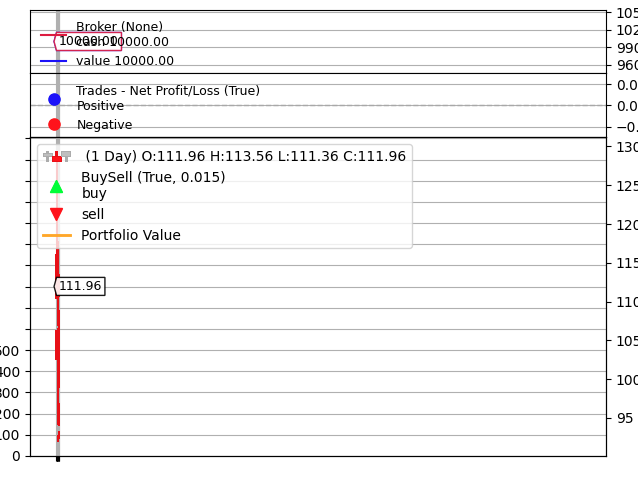 Broker (None)
cash 10000.00
10000.00
value 10000.00
Trades - Net Profit/Loss (True)
Positive
Negative
(1 Day) O:111.96 H:113.56 L:111.36 C:111.96
BuySell (True, 0.015)
buy
sell
Portfolio Value
111.96
105
102
990
960
0.0
0.0
−0.
130
125
120
115
110
105
100
95
500
400
300
200
100
0